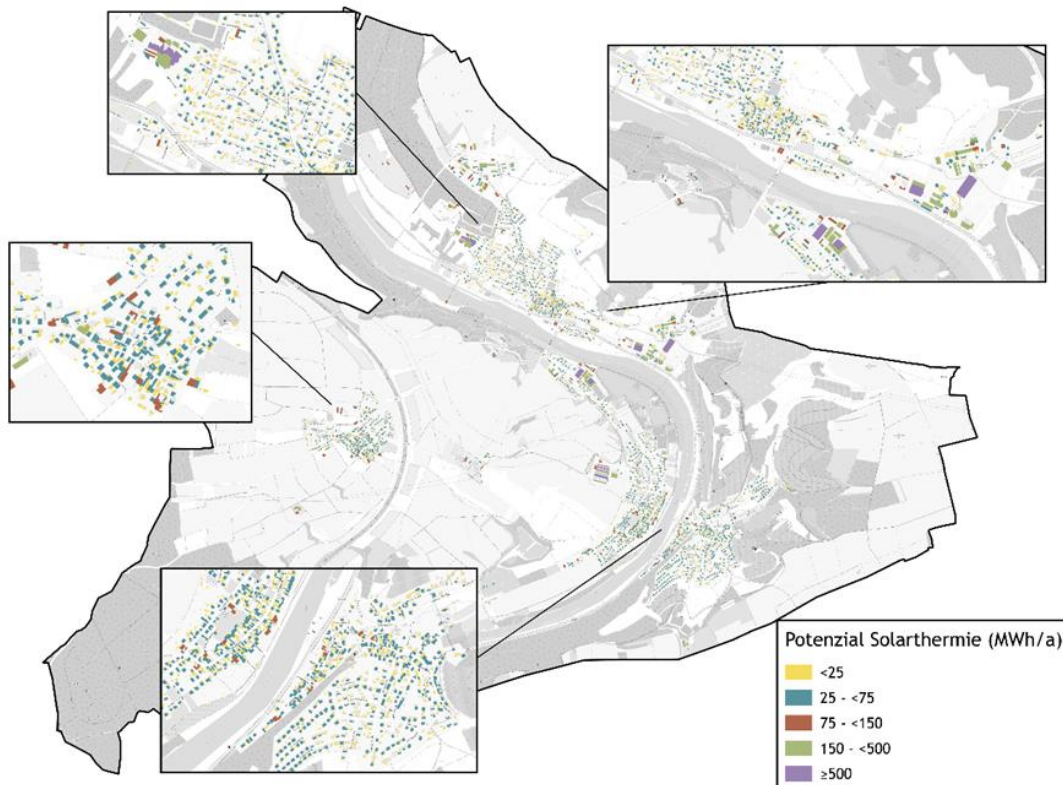 Potenzial Solarthermie (MWh/a)
<25
25 - <75
75 - <150
150 - <500
≥500